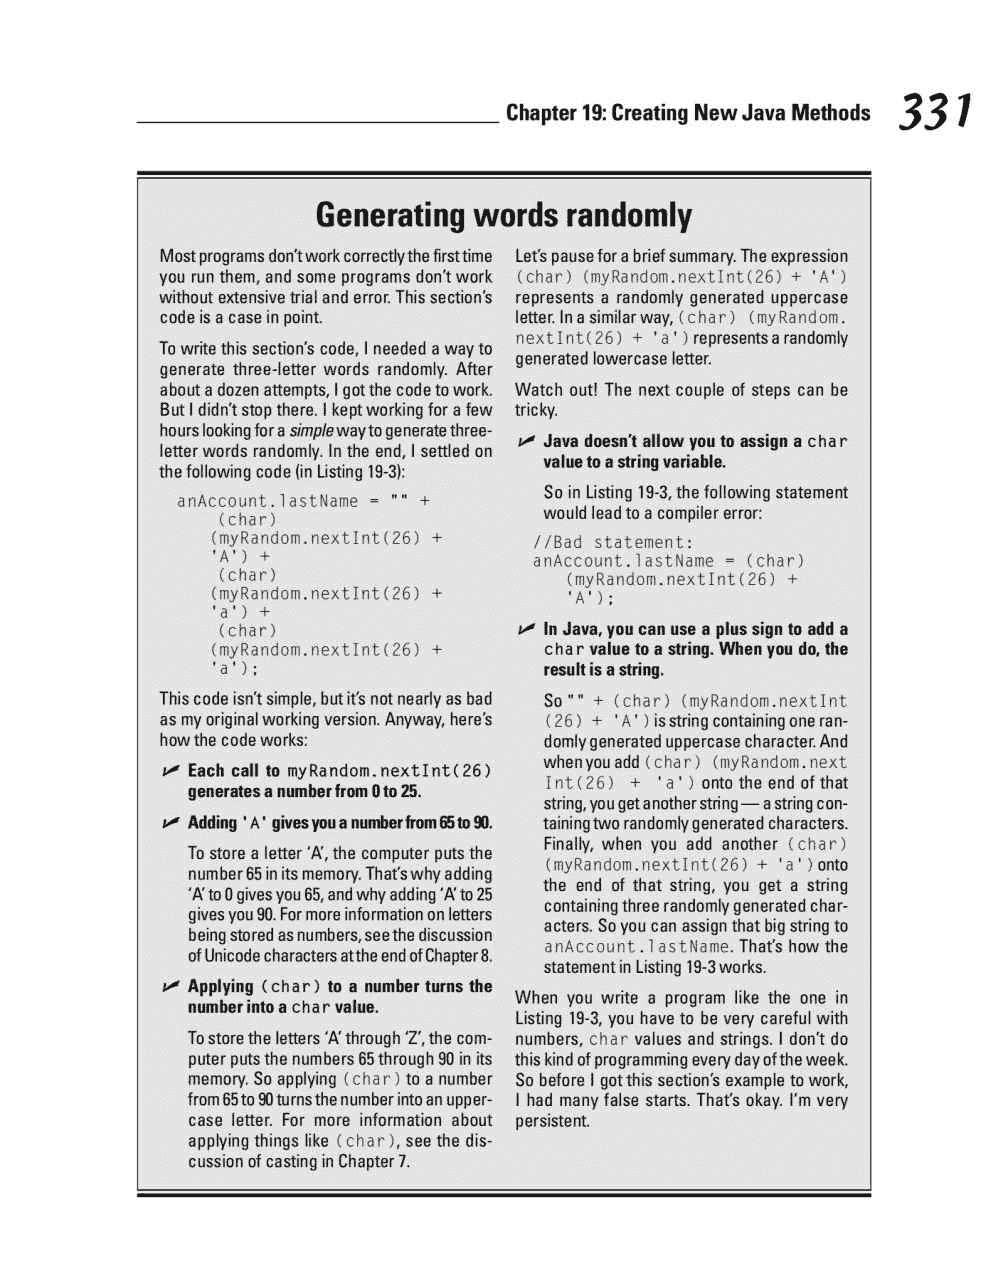 Chapter 19: Creating New Java Methods 331
Generating words randomly
Most programs don't work correctly the first time
you run them, and some programs don't work
without extensive trial and error. This section's
code is a case in point.
To write this section's code, I needed a way to
generate three-letter words randomly. After
about a dozen attempts, I got the code to work.
But I didn't stop there. I kept working for a few
hours looking for a simple way to generate three-
letter words randomly. In the end, I settled on
the following code (in Listing 19-3):
anAccount.lastName = "" +
(char)
(myRandom.nextInt(26) +
'A') +
(char)
(myRandom.nextInt(26) +
'a') +
(char)
(myRandom.nextInt(26) +
'a');
This code isn't simple, but it's not nearly as bad
as my original working version. Anyway, here's
how the code works:
✓ Each call to myRandom.nextInt(26)
generates a number from 0 to 25.
✓ Adding 'A' gives you a number from 65 to 90.
To store a letter 'A', the computer puts the
number 65 in its memory. That's why adding
'A' to 0 gives you 65, and why adding 'A' to 25
gives you 90. For more information on letters
being stored as numbers, see the discussion
of Unicode characters at the end of Chapter 8.
✓ Applying (char) to a number turns the
number into a char value.
To store the letters 'A' through 'Z', the com-
puter puts the numbers 65 through 90 in its
memory. So applying (char) to a number
from 65 to 90 turns the number into an upper-
case letter. For more information about
applying things like (char), see the dis-
cussion of casting in Chapter 7.
Let's pause for a brief summary. The expression
(char) (myRandom.nextInt(26) + 'A')
represents a randomly generated uppercase
letter. In a similar way, (char) (myRandom.
nextInt(26) + 'a') represents a randomly
generated lowercase letter.
Watch out! The next couple of steps can be
tricky.
✓ Java doesn't allow you to assign a char
value to a string variable.
So in Listing 19-3, the following statement
would lead to a compiler error:
//Bad statement:
anAccount.lastName = (char)
(myRandom.nextInt(26) +
'A');
✓ In Java, you can use a plus sign to add a
char value to a string. When you do, the
result is a string.
So "" + (char) (myRandom.nextInt
(26) + 'A') is string containing one ran-
domly generated uppercase character. And
when you add (char) (myRandom.next
Int(26) + 'a') onto the end of that
string, you get another string — a string con-
taining two randomly generated characters.
Finally, when you add another (char)
(myRandom.nextInt(26) + 'a') onto
the end of that string, you get a string
containing three randomly generated char-
acters. So you can assign that big string to
anAccount.lastName. That's how the
statement in Listing 19-3 works.
When you write a program like the one in
Listing 19-3, you have to be very careful with
numbers, char values and strings. I don't do
this kind of programming every day of the week.
So before I got this section's example to work,
I had many false starts. That's okay. I'm very
persistent.